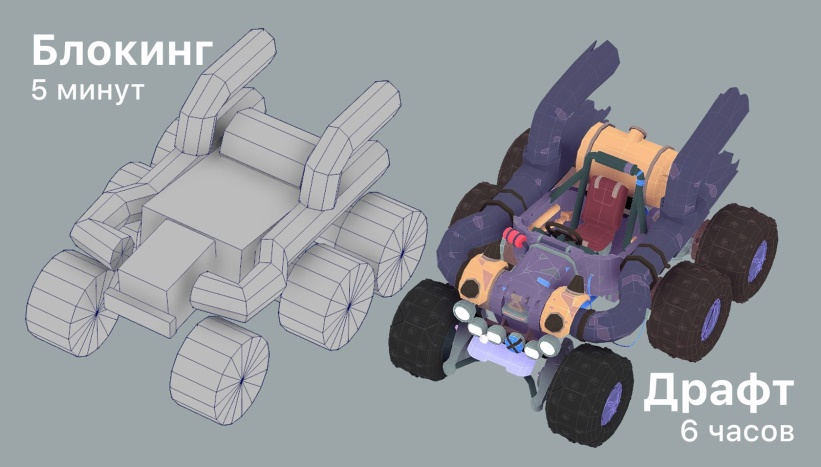 Блокинг
5 минут
Драфт
6 часов